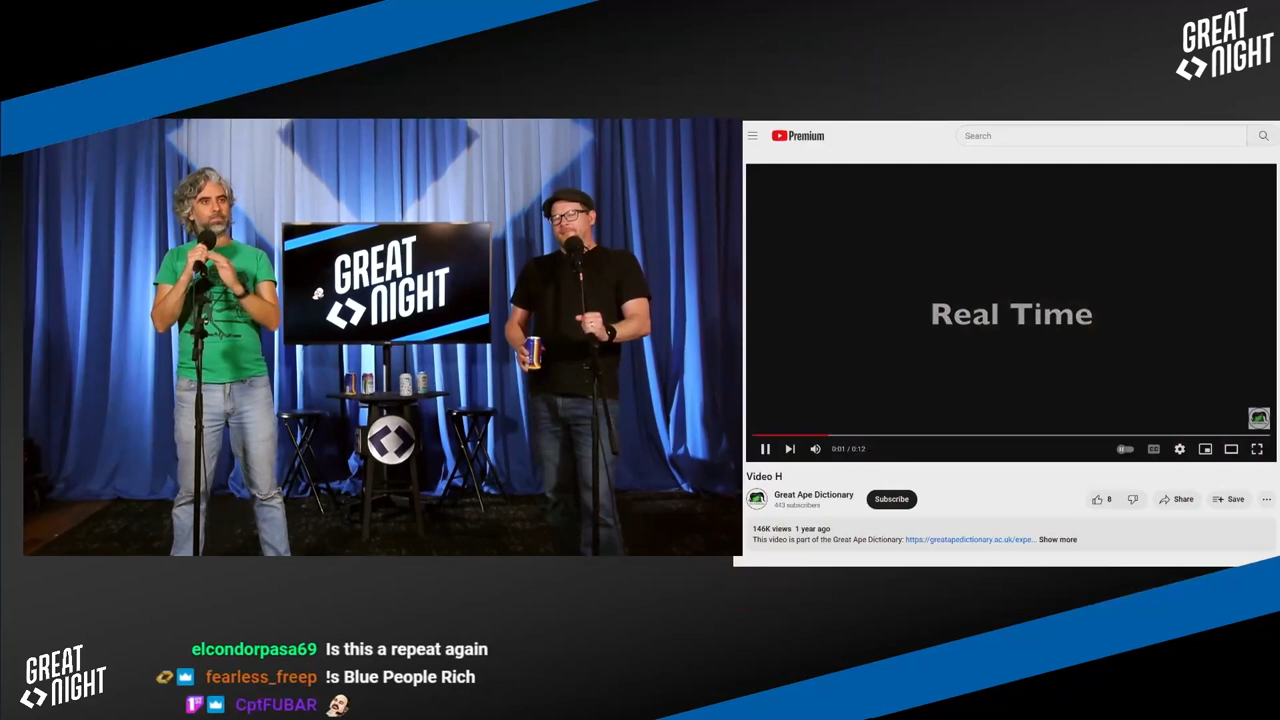 GREAT
NIGHT
GREAT
NIGHT
Premium
Search
Real Time
0:01 / 0:12
CC
Video H
Great Ape Dictionary
443 subscribers
Subscribe
8
Share
Save
146K views 1 year ago
This video is part of the Great Ape Dictionary: https://greatapedictionary.ac.uk/expe... Show more
GREAT
NIGHT
elcondorpasa69 Is this a repeat again
fearless_freep !s Blue People Rich
1st CptFUBAR